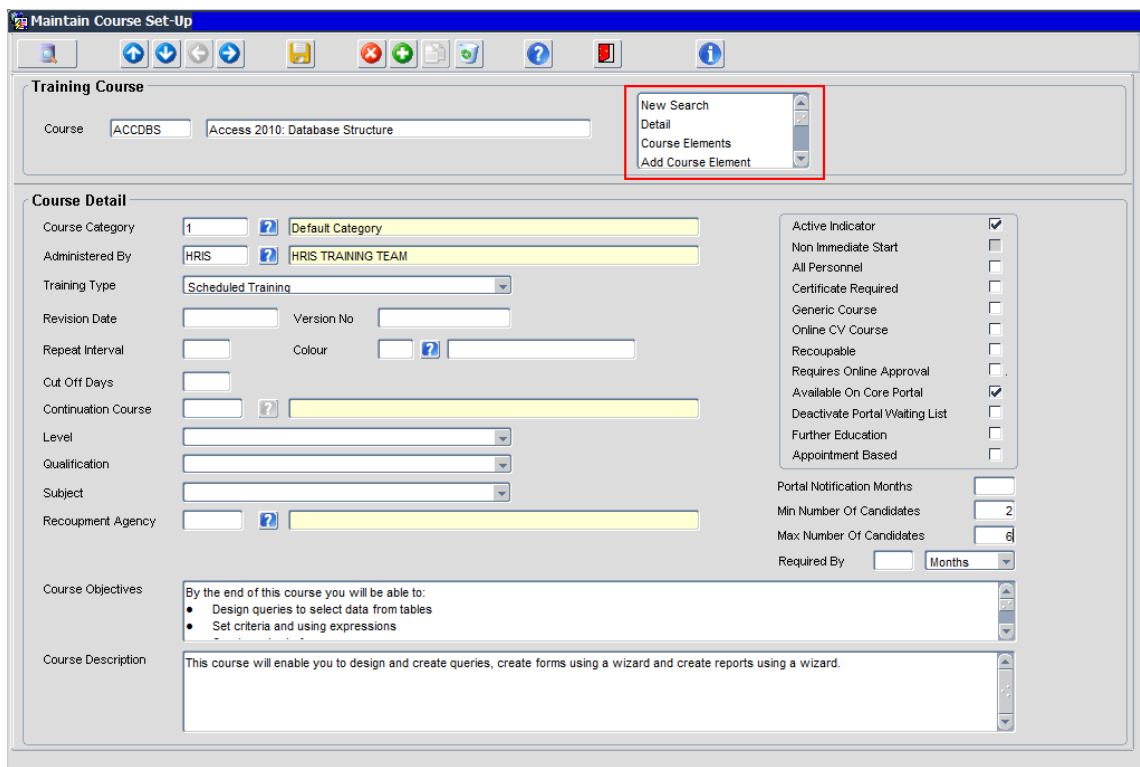 Maintain Course Set-Up
Training Course
Course ACCDBS Access 2010: Database Structure
New Search
Detail
Course Elements
Add Course Element
Course Detail
Course Category 1 Default Category
Administered By HRIS HRIS TRAINING TEAM
Training Type Scheduled Training
Revision Date Version No
Repeat Interval Colour
Cut Off Days
Continuation Course
Level
Qualification
Subject
Recoupment Agency
Active Indicator
Non Immediate Start
All Personnel
Certificate Required
Generic Course
Online CV Course
Recoupable
Requires Online Approval
Available On Core Portal
Deactivate Portal Waiting List
Further Education
Appointment Based
Portal Notification Months
Min Number Of Candidates 2
Max Number Of Candidates 6
Required By Months
Course Objectives
By the end of this course you will be able to:
● Design queries to select data from tables
● Set criteria and using expressions
Course Description
This course will enable you to design and create queries, create forms using a wizard and create reports using a wizard.